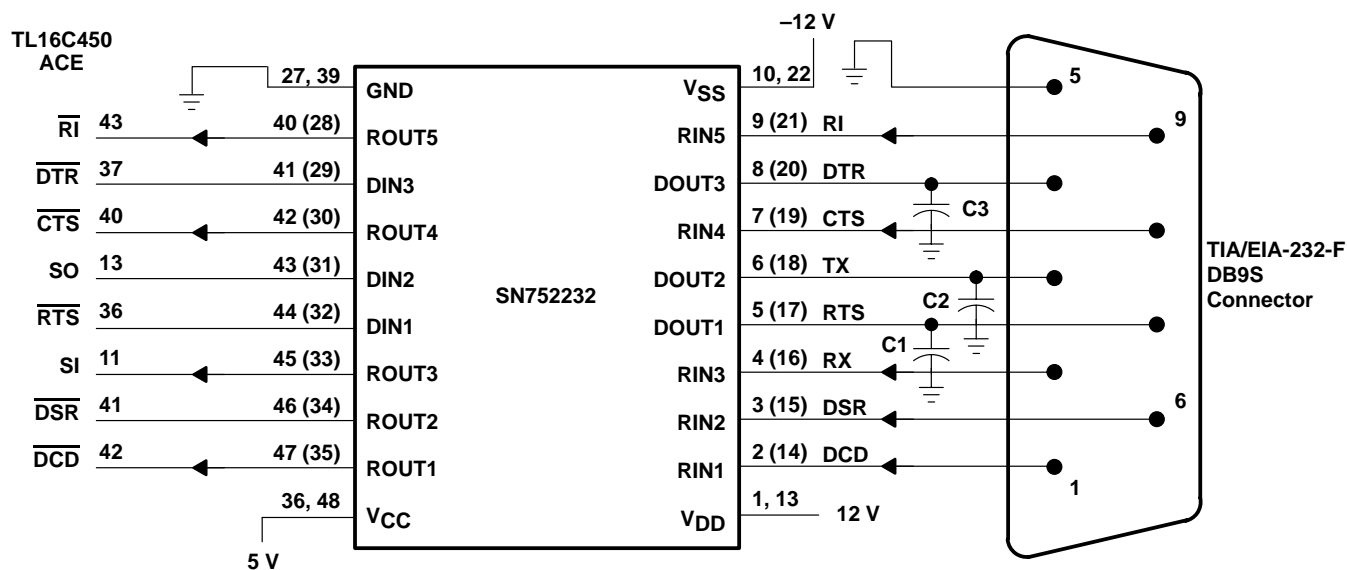 TL16C450
ACE
–12 V
27, 39
GND
VSS
10, 22
5
RI 43
40 (28)
ROUT5
RIN5
9 (21) RI
9
DTR 37
41 (29)
DIN3
DOUT3
8 (20) DTR
C3
CTS 40
42 (30)
ROUT4
RIN4
7 (19) CTS
SO 13
43 (31)
DIN2
SN752232
DOUT2
6 (18) TX
C2
TIA/EIA-232-F
DB9S
Connector
RTS 36
44 (32)
DIN1
DOUT1
5 (17) RTS
C1
SI 11
45 (33)
ROUT3
RIN3
4 (16) RX
DSR 41
46 (34)
ROUT2
RIN2
3 (15) DSR
6
DCD 42
47 (35)
ROUT1
RIN1
2 (14) DCD
1
36, 48
VCC
VDD
1, 13
12 V
5 V